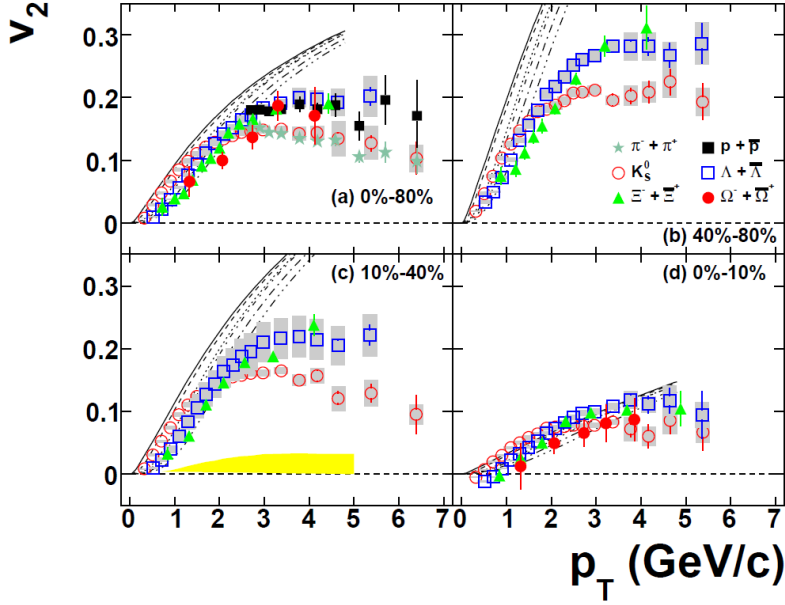 v₂
0.3
0.2
0.1
0
(a) 0%-80%
π⁻ + π⁺
p + p̅
K⁰S
Λ + Λ̅
Ξ⁻ + Ξ̅⁺
Ω⁻ + Ω̅⁺
(b) 40%-80%
0.3
0.2
0.1
0
(c) 10%-40%
(d) 0%-10%
0 1 2 3 4 5 6 7
0 1 2 3 4 5 6 7
p_T (GeV/c)